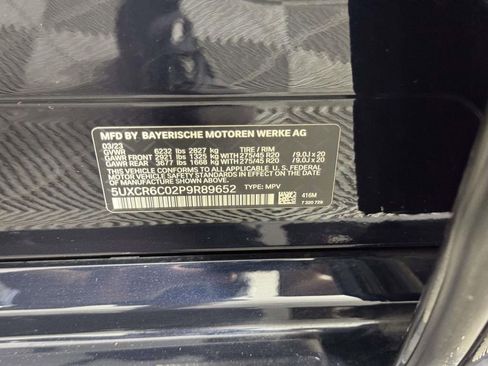 MFD BY BAYERISCHE MOTOREN WERKE AG
03/23
GVWR 6232 lbs 2827 kg TIRE / RIM
GAWR FRONT 2921 lbs 1325 kg WITH 275/45 R20 / 9.0J x 20
GAWR REAR 3677 lbs 1668 kg WITH 275/45 R20 / 9.0J x 20
THIS VEHICLE CONFORMS TO ALL APPLICABLE U.S. FEDERAL
MOTOR VEHICLE SAFETY STANDARDS IN EFFECT ON
THE DATE OF MANUFACTURE SHOWN ABOVE.
5UXCR6C02P9R89652 TYPE: MPV 416M
7 320 728